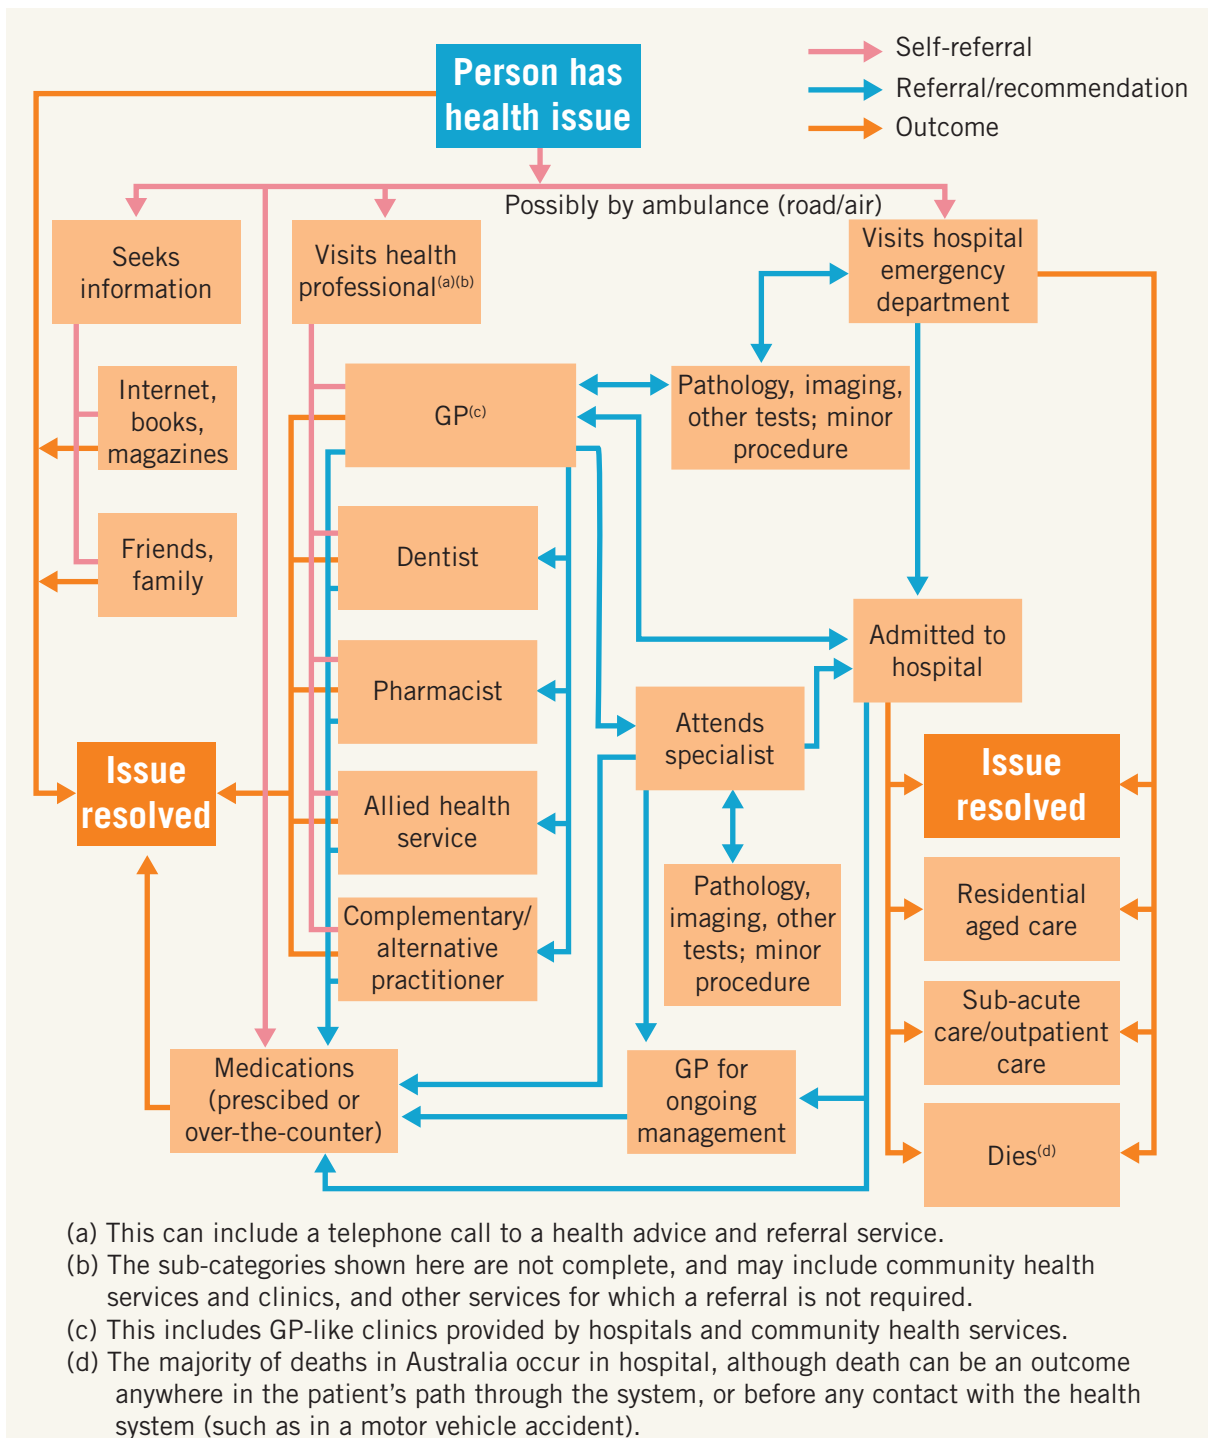 Person has
health issue
Self-referral
Referral/recommendation
Outcome
Possibly by ambulance (road/air)
Seeks
information
Visits health
professional(a)(b)
Visits hospital
emergency
department
Internet,
books,
magazines
GP(c)
Pathology, imaging,
other tests; minor
procedure
Friends,
family
Dentist
Admitted to
hospital
Pharmacist
Attends
specialist
Issue
resolved
Issue
resolved
Allied health
service
Pathology,
imaging, other
tests; minor
procedure
Residential
aged care
Complementary/
alternative
practitioner
Sub-acute
care/outpatient
care
Medications
(prescibed or
over-the-counter)
GP for
ongoing
management
Dies(d)
(a) This can include a telephone call to a health advice and referral service.
(b) The sub-categories shown here are not complete, and may include community health
services and clinics, and other services for which a referral is not required.
(c) This includes GP-like clinics provided by hospitals and community health services.
(d) The majority of deaths in Australia occur in hospital, although death can be an outcome
anywhere in the patient’s path through the system, or before any contact with the health
system (such as in a motor vehicle accident).